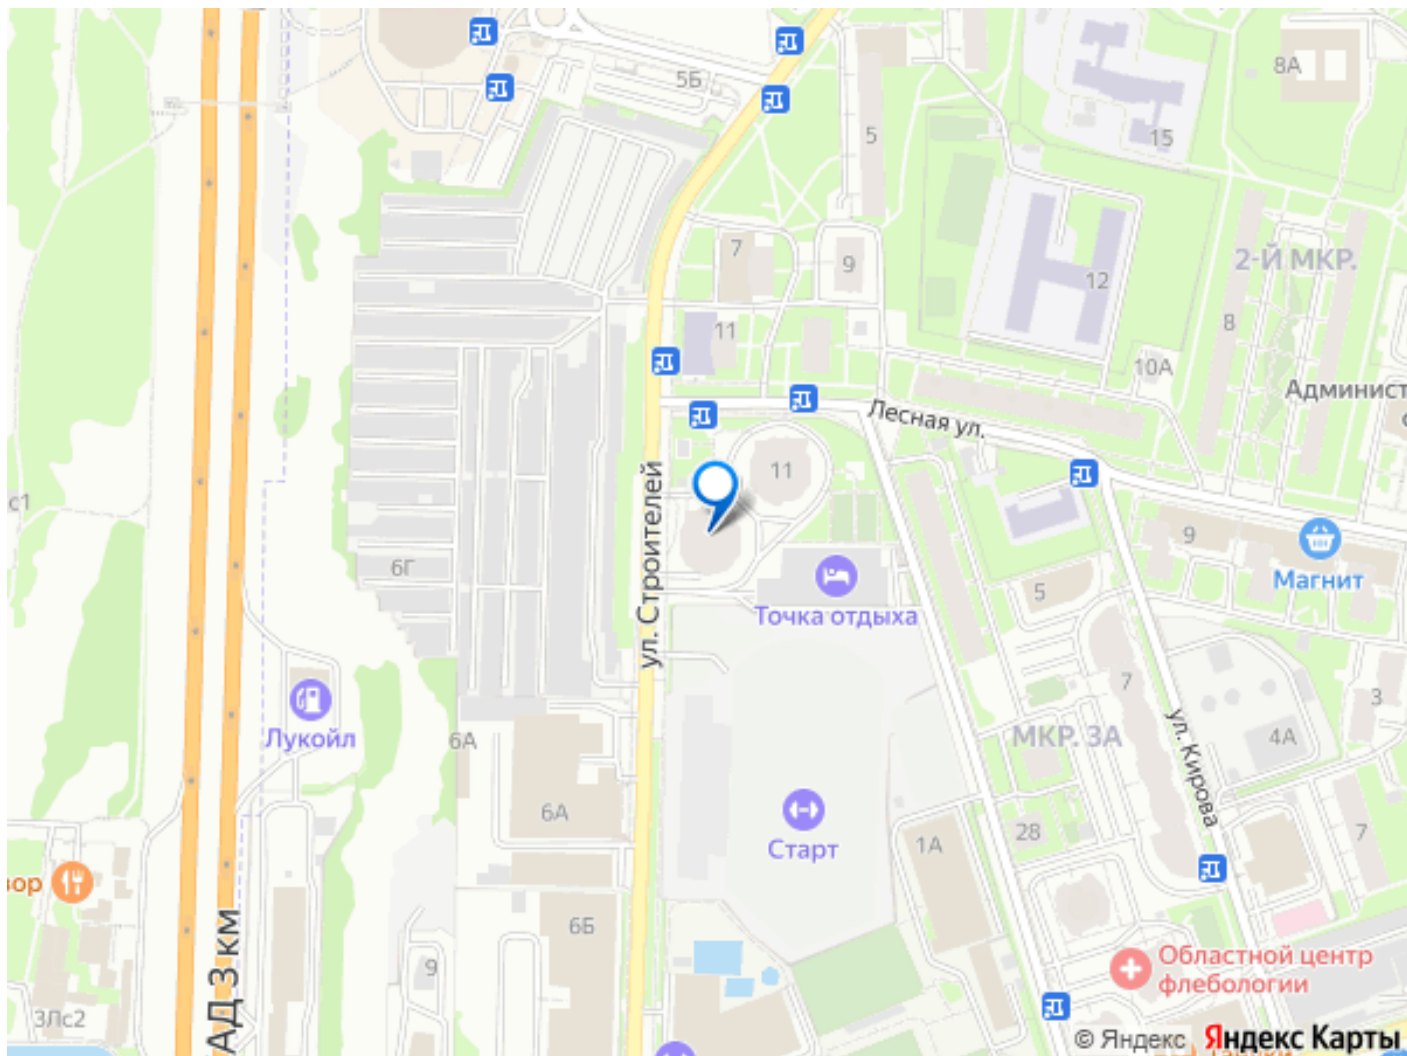 5Б
8А
5
15
7
9
12
2-Й МКР.
11
8
10А
Админист
Лесная ул.
11
с1
ул. Строителей
9
Магнит
6Г
5
Точка отдыха
7
3
ул. Кирова
Лукойл
6А
МКР. 3А
4А
6А
Старт
28
1А
7
вор
6Б
АД 3 км
9
Областной центр
флебологии
3Лс2
© Яндекс Яндекс Карты